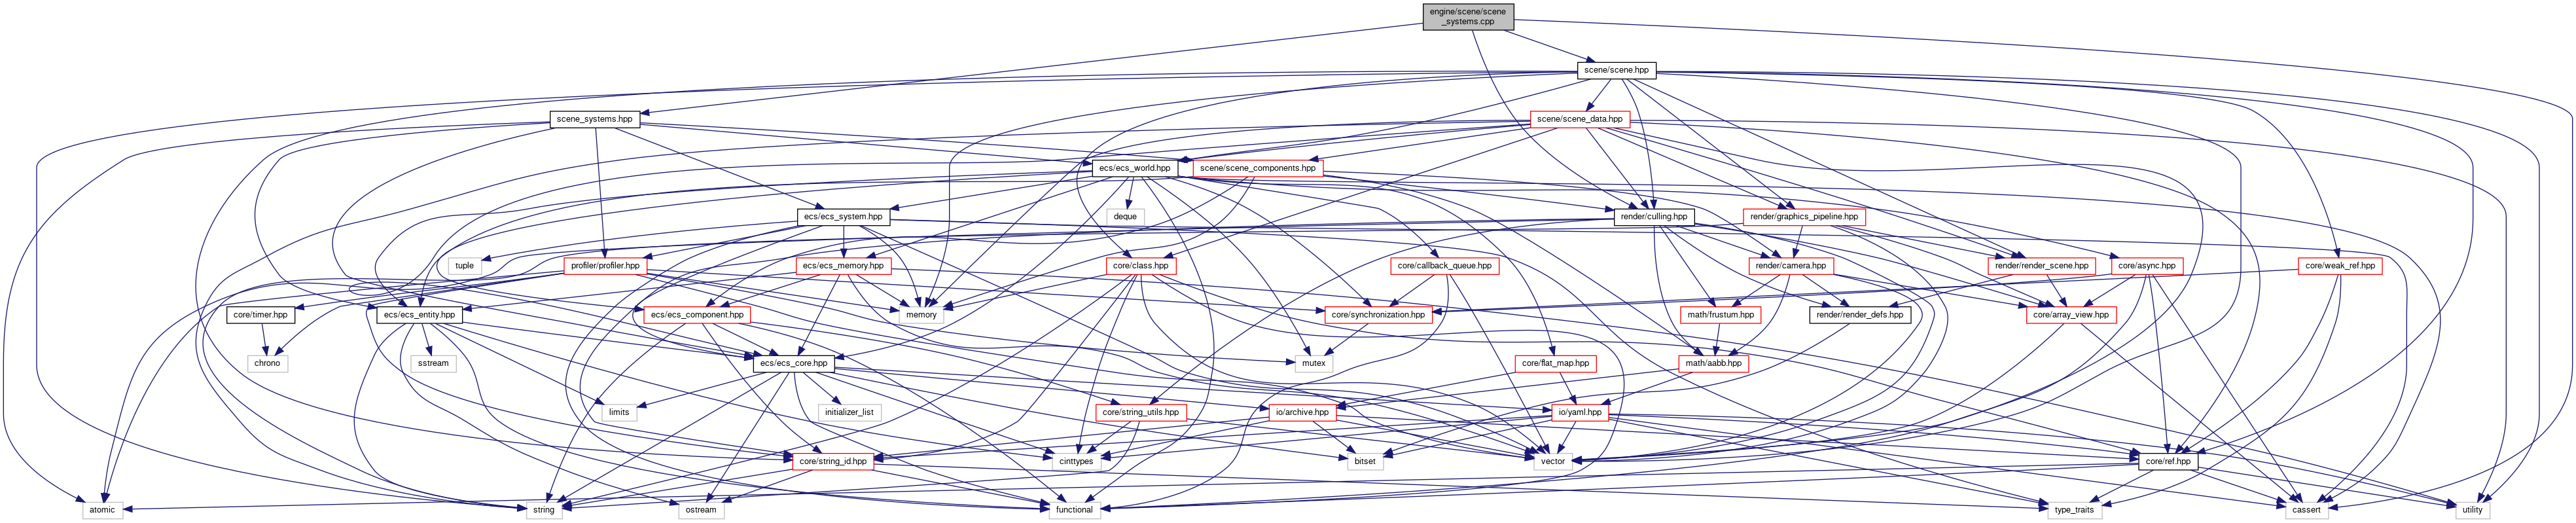 engine/scene/scene
_systems.cpp
scene/scene.hpp
scene_systems.hpp
scene/scene_data.hpp
ecs/ecs_world.hpp
scene/scene_components.hpp
ecs/ecs_system.hpp
deque
render/culling.hpp
render/graphics_pipeline.hpp
tuple
profiler/profiler.hpp
ecs/ecs_memory.hpp
core/class.hpp
core/callback_queue.hpp
render/camera.hpp
render/render_scene.hpp
core/async.hpp
core/weak_ref.hpp
core/timer.hpp
ecs/ecs_entity.hpp
ecs/ecs_component.hpp
memory
core/synchronization.hpp
math/frustum.hpp
render/render_defs.hpp
core/array_view.hpp
chrono
sstream
ecs/ecs_core.hpp
mutex
core/flat_map.hpp
math/aabb.hpp
limits
initializer_list
core/string_utils.hpp
io/archive.hpp
io/yaml.hpp
core/string_id.hpp
cinttypes
bitset
vector
core/ref.hpp
atomic
string
ostream
functional
type_traits
cassert
utility